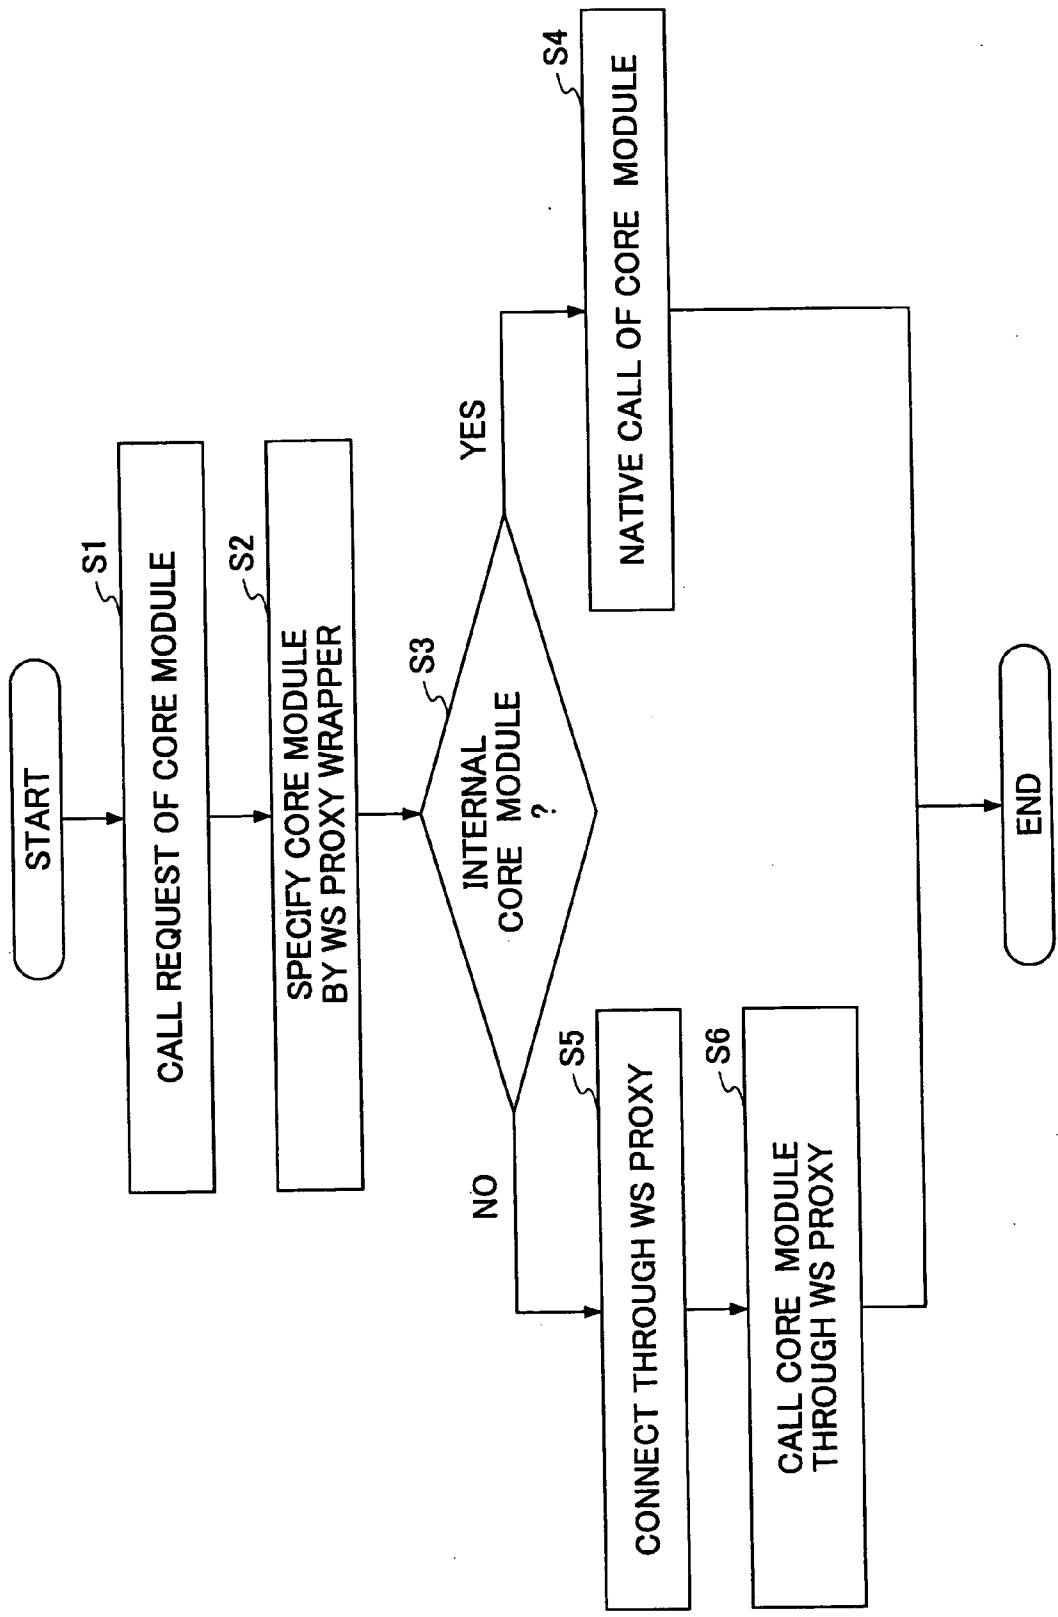 START
S1
CALL REQUEST OF CORE MODULE
S2
SPECIFY CORE MODULE
BY WS PROXY WRAPPER
S3
INTERNAL
CORE MODULE
?
YES
S4
NATIVE CALL OF CORE MODULE
NO
S5
CONNECT THROUGH WS PROXY
S6
CALL CORE MODULE
THROUGH WS PROXY
END